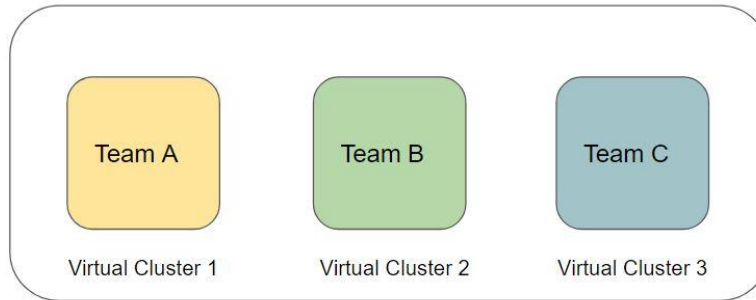 Team A
Team B
Team C
Virtual Cluster 1
Virtual Cluster 2
Virtual Cluster 3